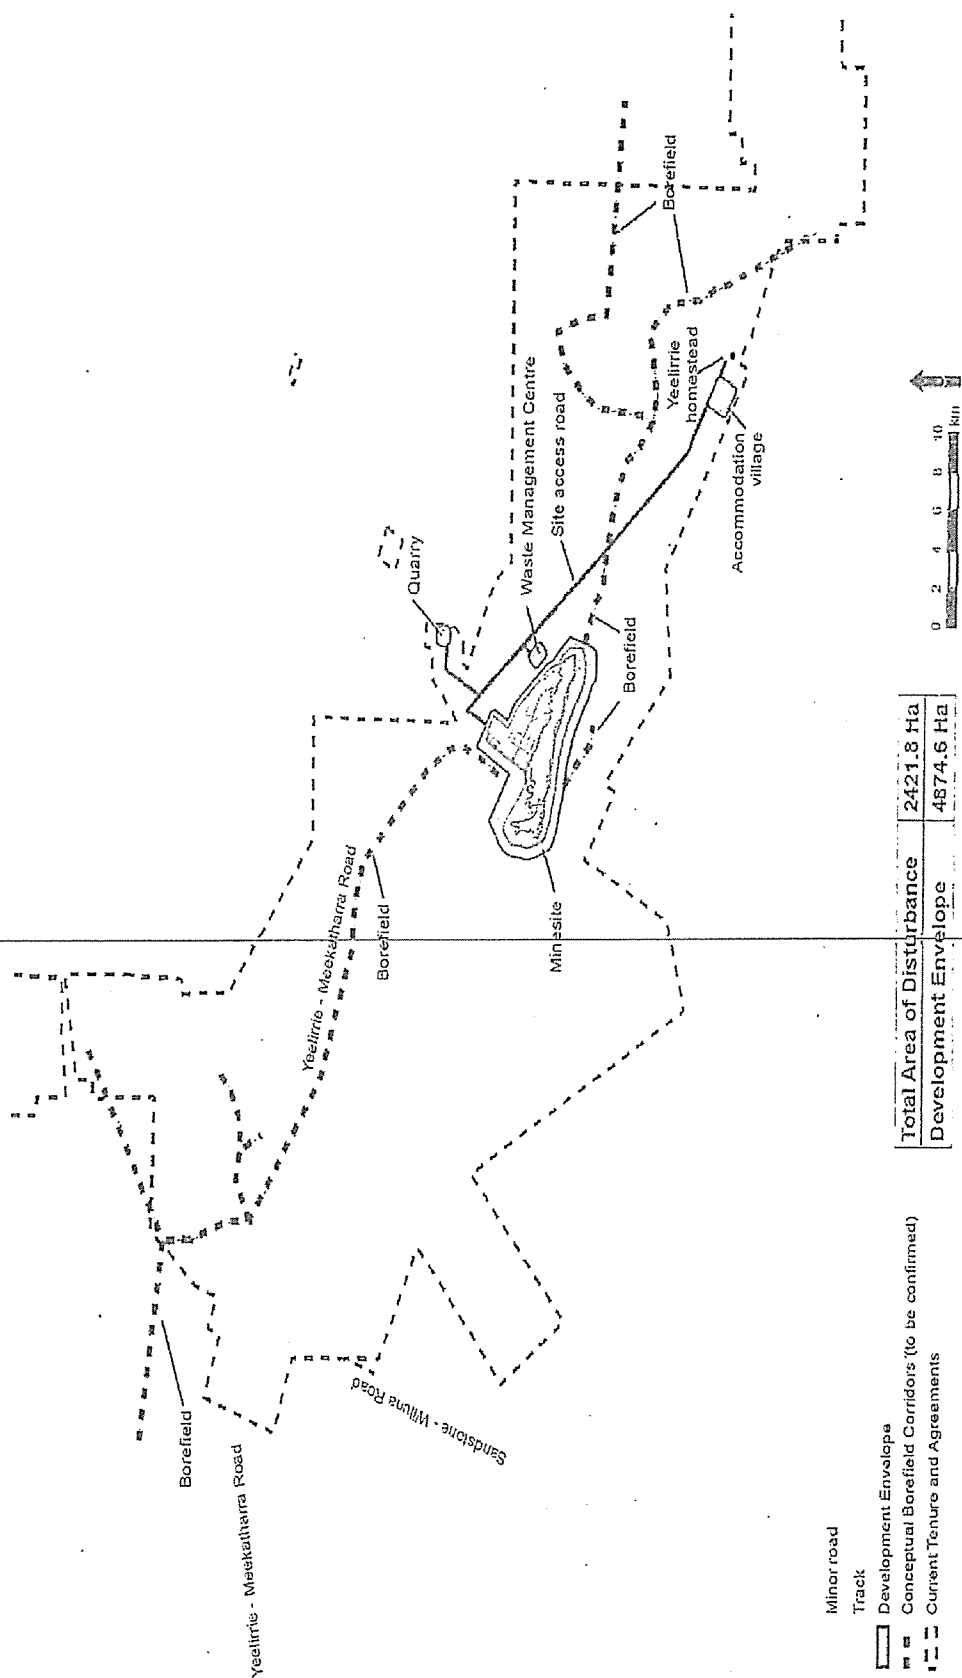 Yeelirrie - Meekatharra Road
Borefield
Sandstone - Wiluna Road
Yeelirrie - Meekatharra Road
Borefield
Minesite
Quarry
Waste Management Centre
Site access road
Borefield
Borefield
Yeelirrie
homestead
Accommodation
village
Minor road
Track
Development Envelope
Conceptual Borefield Corridors (to be confirmed)
Current Tenure and Agreements
Total Area of Disturbance 2421.8 Ha
Development Envelope 4874.6 Ha
0 2 4 6 8 10
km